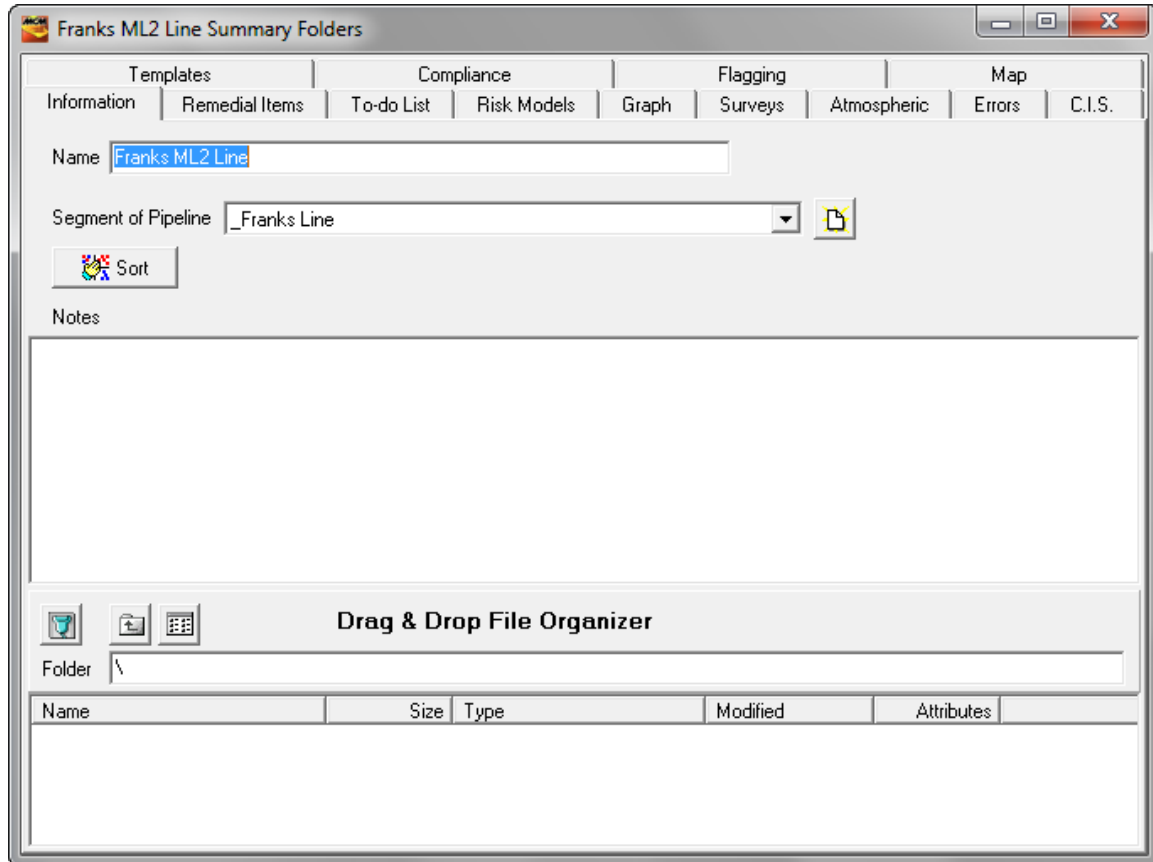 MCM
Franks ML2 Line Summary Folders
Templates Compliance Flagging Map
Information Remedial Items To-do List Risk Models Graph Surveys Atmospheric Errors C.I.S.
Name Franks ML2 Line
Segment of Pipeline _Franks Line
Sort
Notes
Drag & Drop File Organizer
Folder \
Name Size Type Modified Attributes